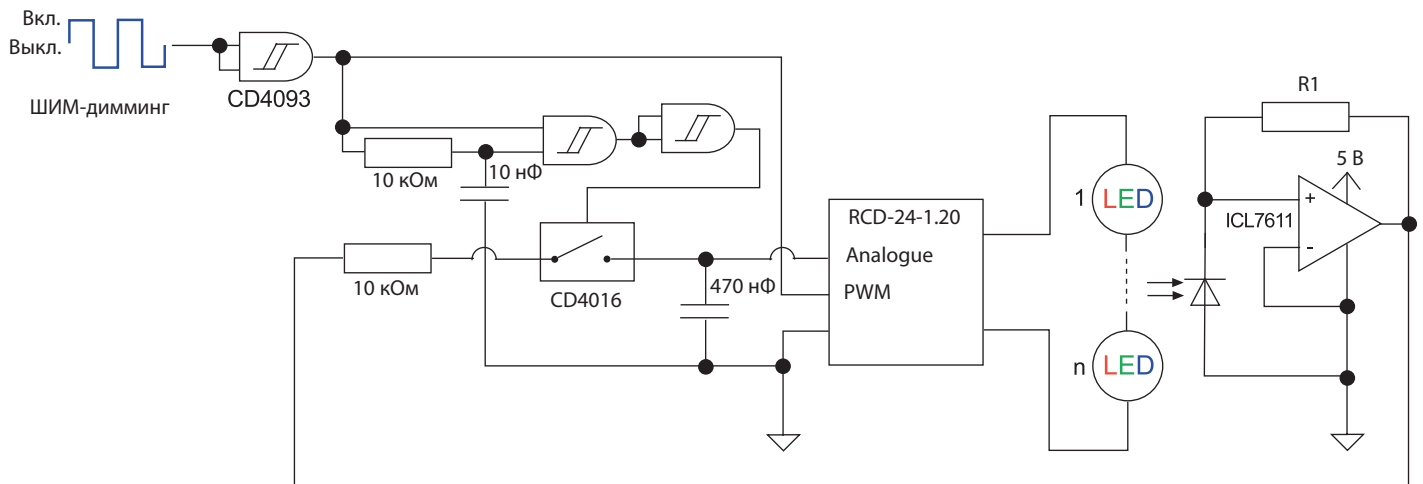 Вкл.
Выкл.
ШИМ-димминг
CD4093
10 кОм
10 нФ
10 кОм
CD4016
470 нФ
RCD-24-1.20
Analogue
PWM
1
LED
n
LED
R1
5 В
ICL7611
+
-